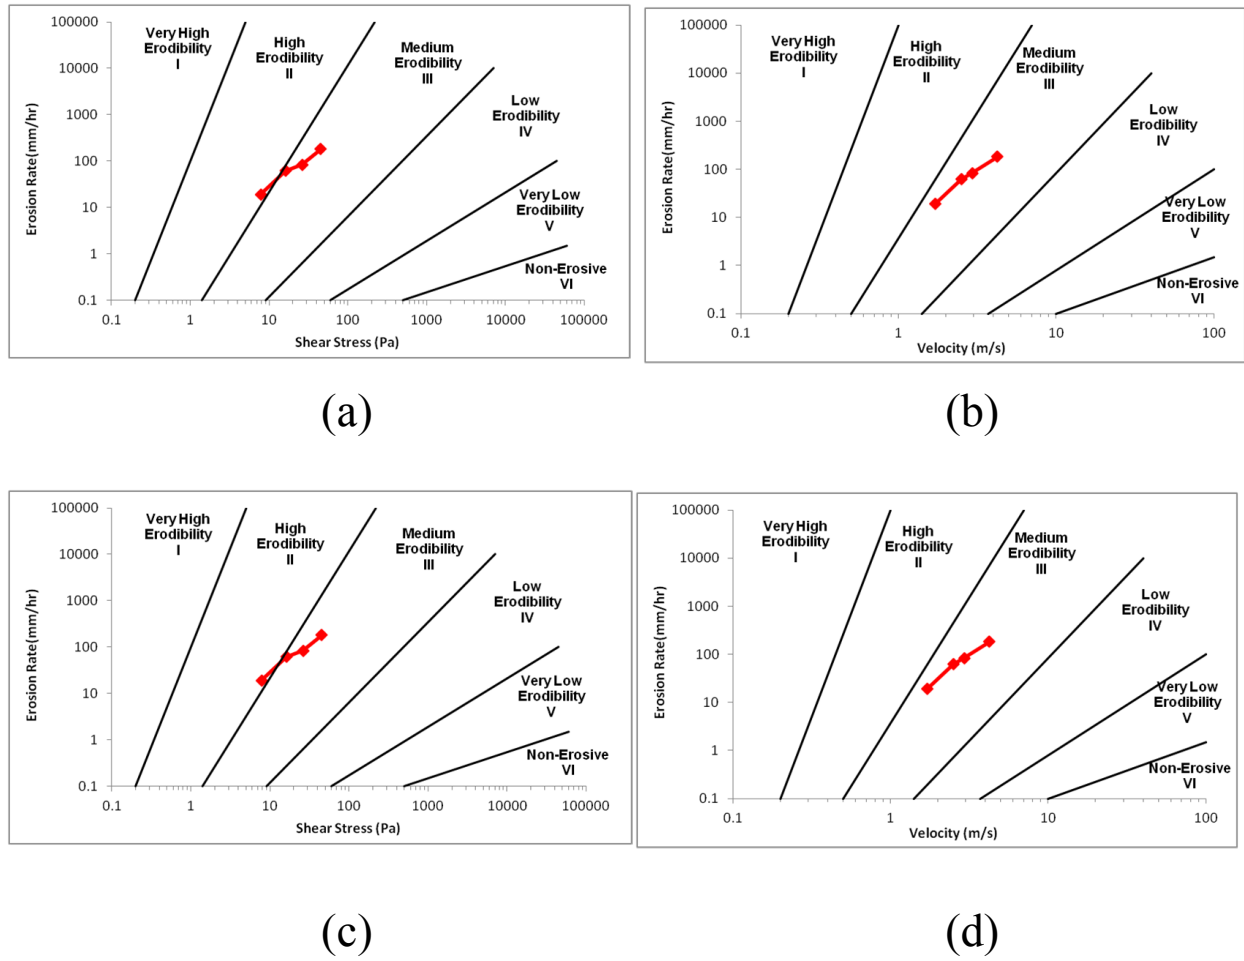 100000
10000
1000
100
10
1
0.1
Erosion Rate(mm/hr)
Very High
Erodibility
I
High
Erodibility
II
Medium
Erodibility
III
Low
Erodibility
IV
Very Low
Erodibility
V
Non-Erosive
VI
0.1 1 10 100 1000 10000 100000
Shear Stress (Pa)
(a)
100000
10000
1000
100
10
1
0.1
Erosion Rate(mm/hr)
Very High
Erodibility
I
High
Erodibility
II
Medium
Erodibility
III
Low
Erodibility
IV
Very Low
Erodibility
V
Non-Erosive
VI
0.1 1 10 100
Velocity (m/s)
(b)
100000
10000
1000
100
10
1
0.1
Erosion Rate(mm/hr)
Very High
Erodibility
I
High
Erodibility
II
Medium
Erodibility
III
Low
Erodibility
IV
Very Low
Erodibility
V
Non-Erosive
VI
0.1 1 10 100 1000 10000 100000
Shear Stress (Pa)
(c)
100000
10000
1000
100
10
1
0.1
Erosion Rate(mm/hr)
Very High
Erodibility
I
High
Erodibility
II
Medium
Erodibility
III
Low
Erodibility
IV
Very Low
Erodibility
V
Non-Erosive
VI
0.1 1 10 100
Velocity (m/s)
(d)